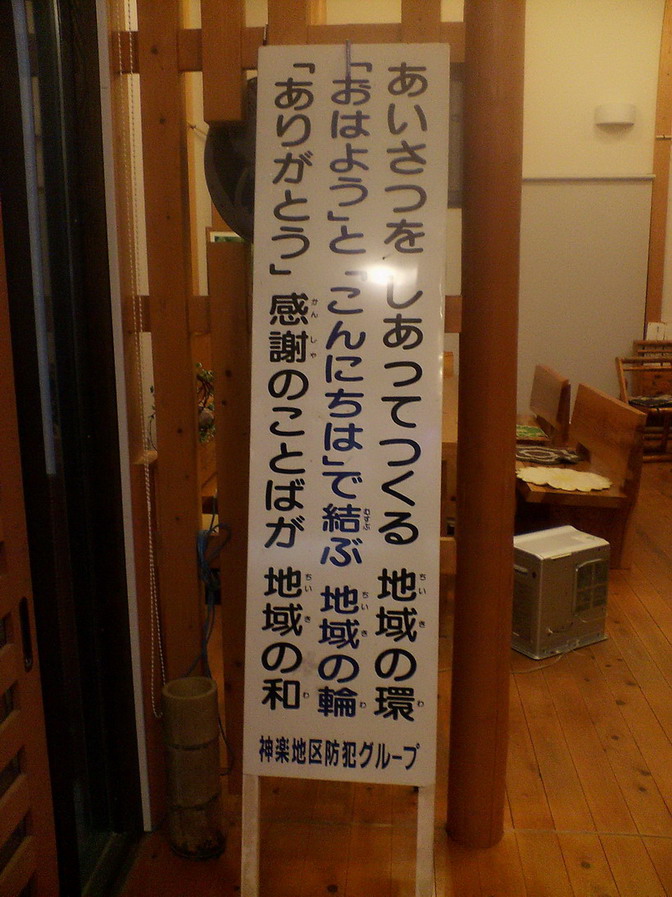 あいさつを しあってつくる 地域の環
「おはよう」と「こんにちは」で結ぶ 地域の輪
「ありがとう」 感謝のことばが 地域の和
神楽地区防犯グループ